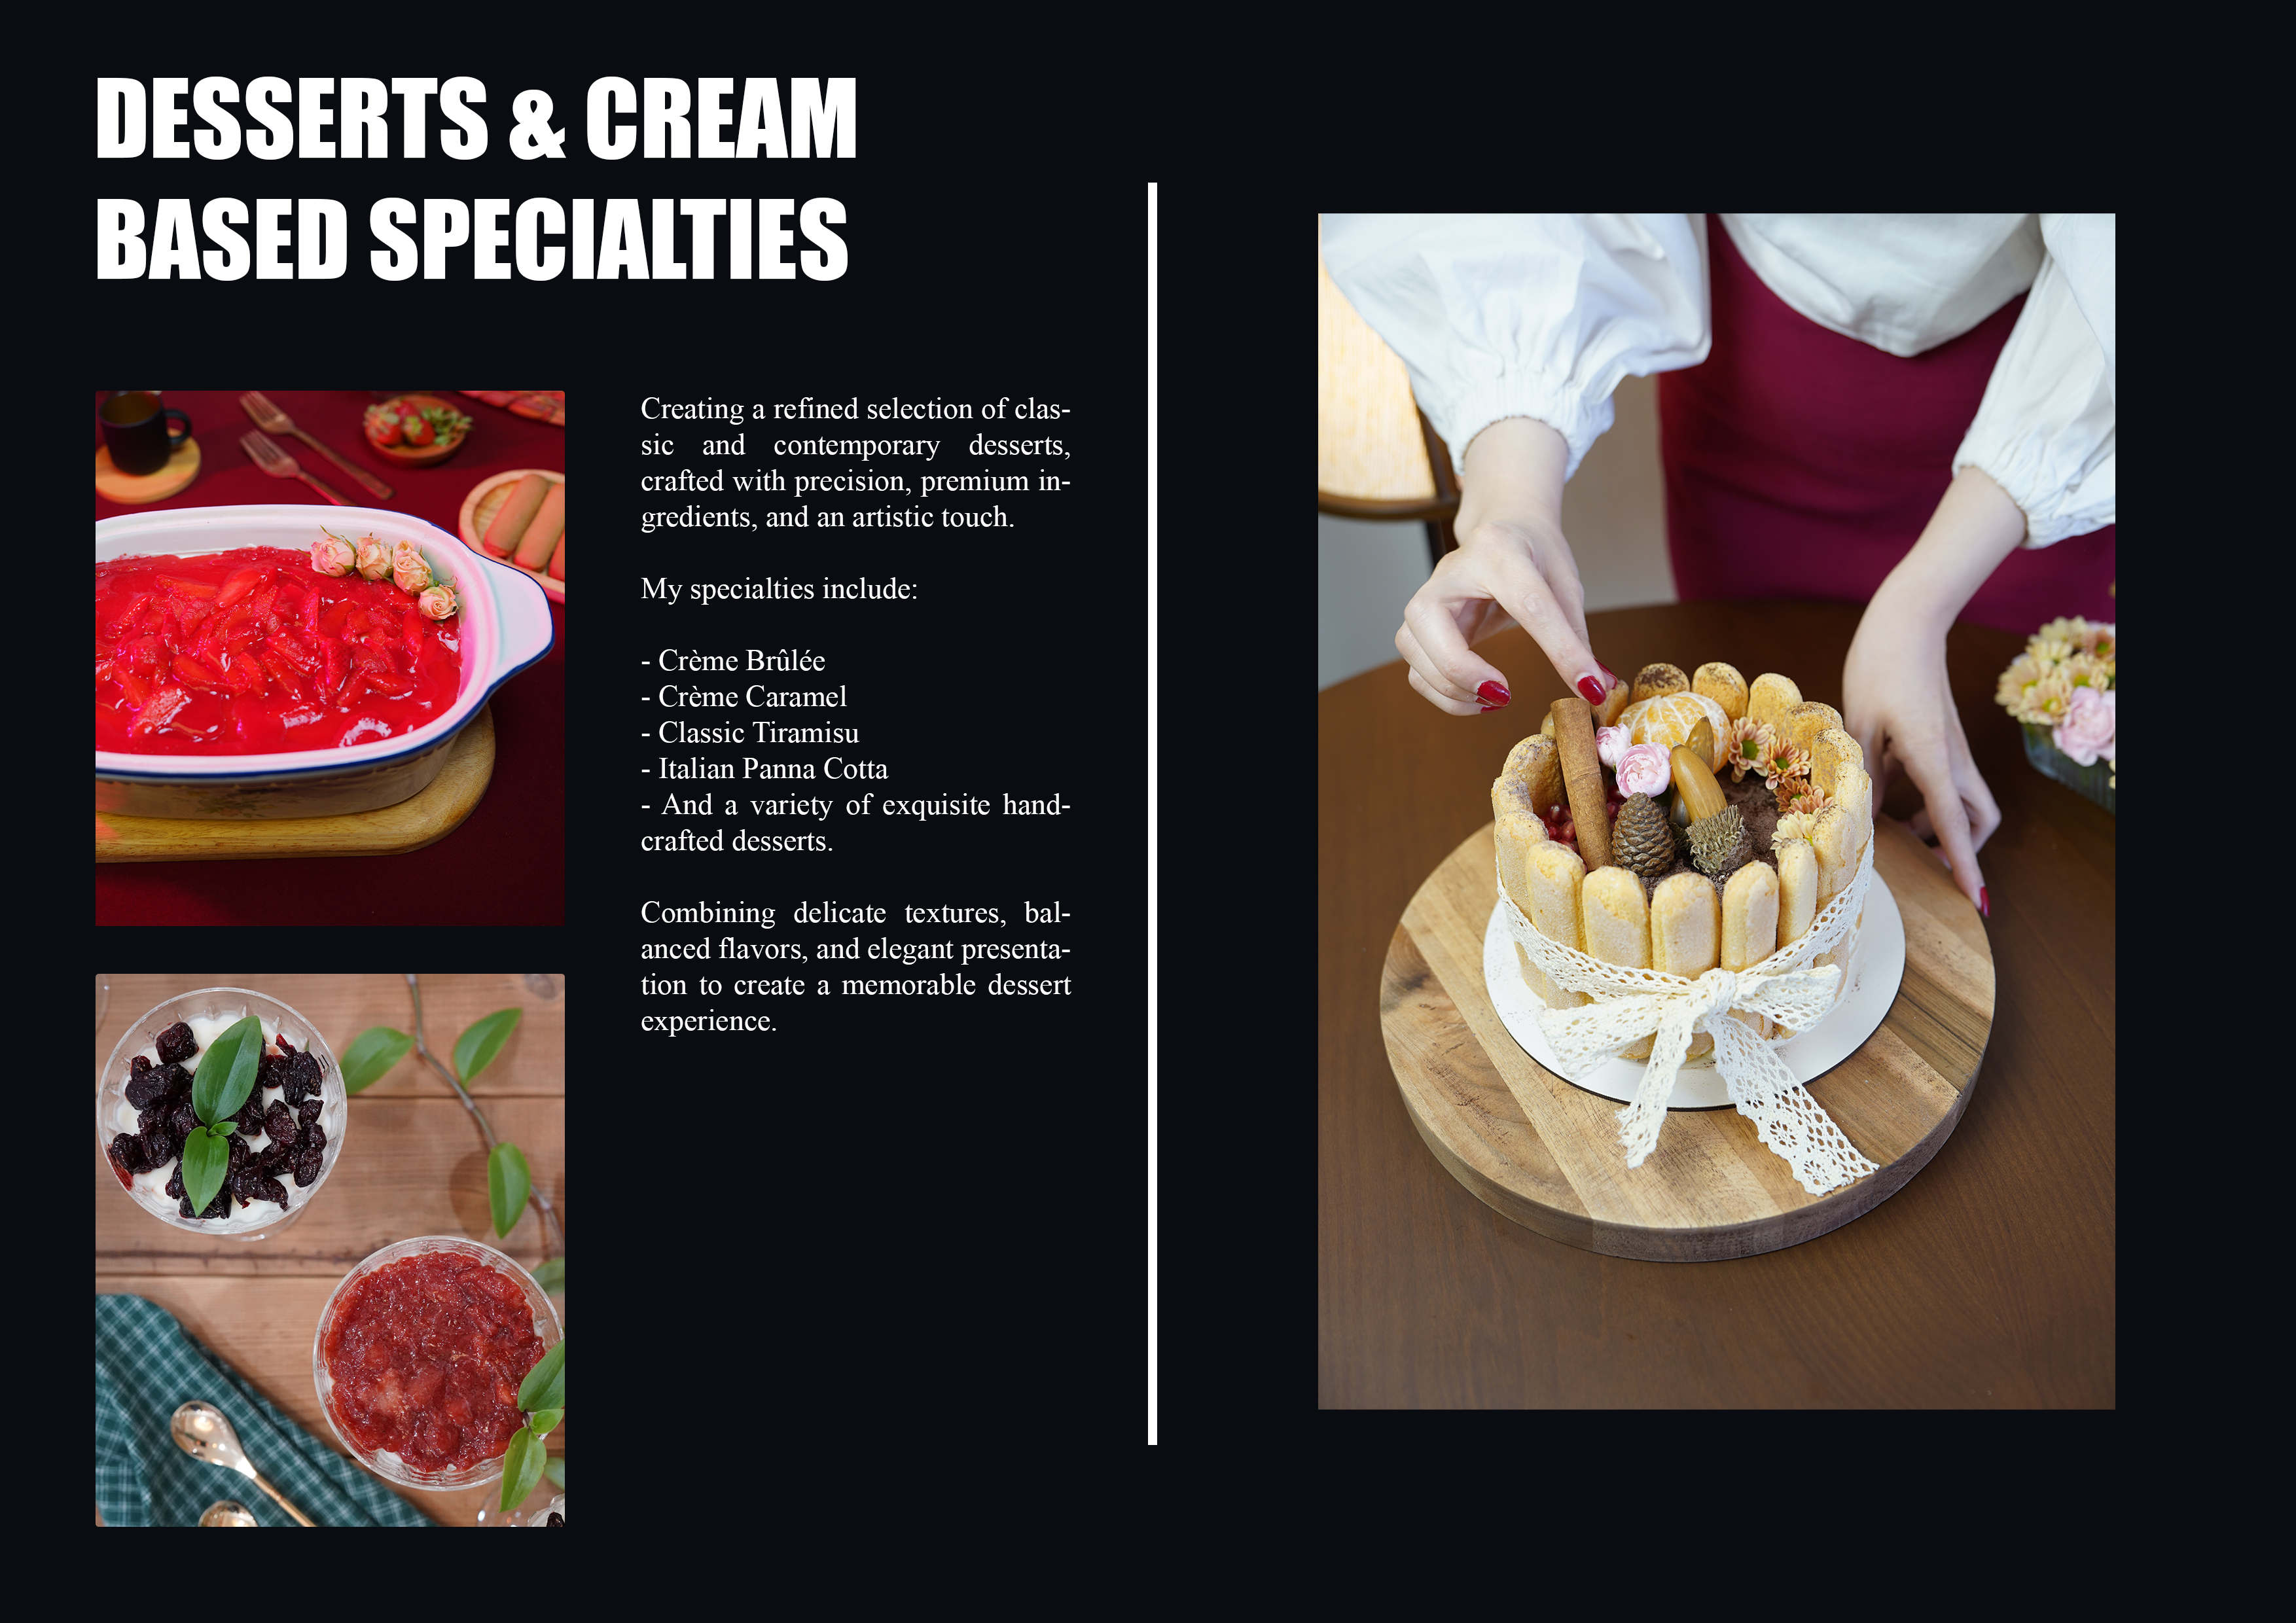 DESSERTS & CREAM
BASED SPECIALTIES
Creating a refined selection of clas-
sic and contemporary desserts,
crafted with precision, premium in-
gredients, and an artistic touch.
My specialties include:
- Crème Brûlée
- Crème Caramel
- Classic Tiramisu
- Italian Panna Cotta
- And a variety of exquisite hand-
crafted desserts.
Combining delicate textures, bal-
anced flavors, and elegant presenta-
tion to create a memorable dessert
experience.